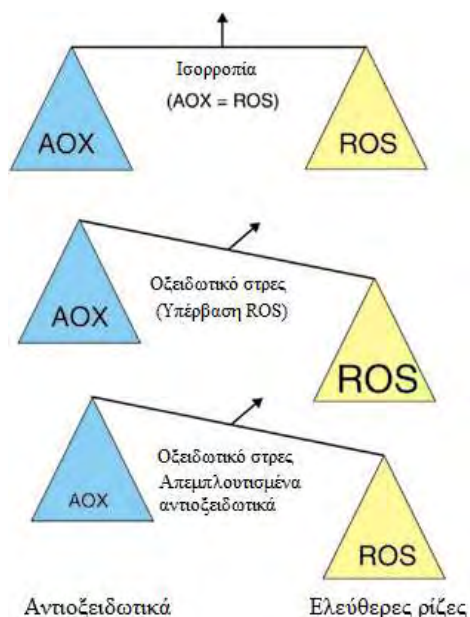 Ισορροπία
(AOX = ROS)
AOX
ROS
Οξειδωτικό στρες
(Υπέρβαση ROS)
AOX
ROS
Οξειδωτικό στρες
Απεμπλουτισμένα
αντιοξειδωτικά
AOX
ROS
Αντιοξειδωτικά
Ελεύθερες ρίζες